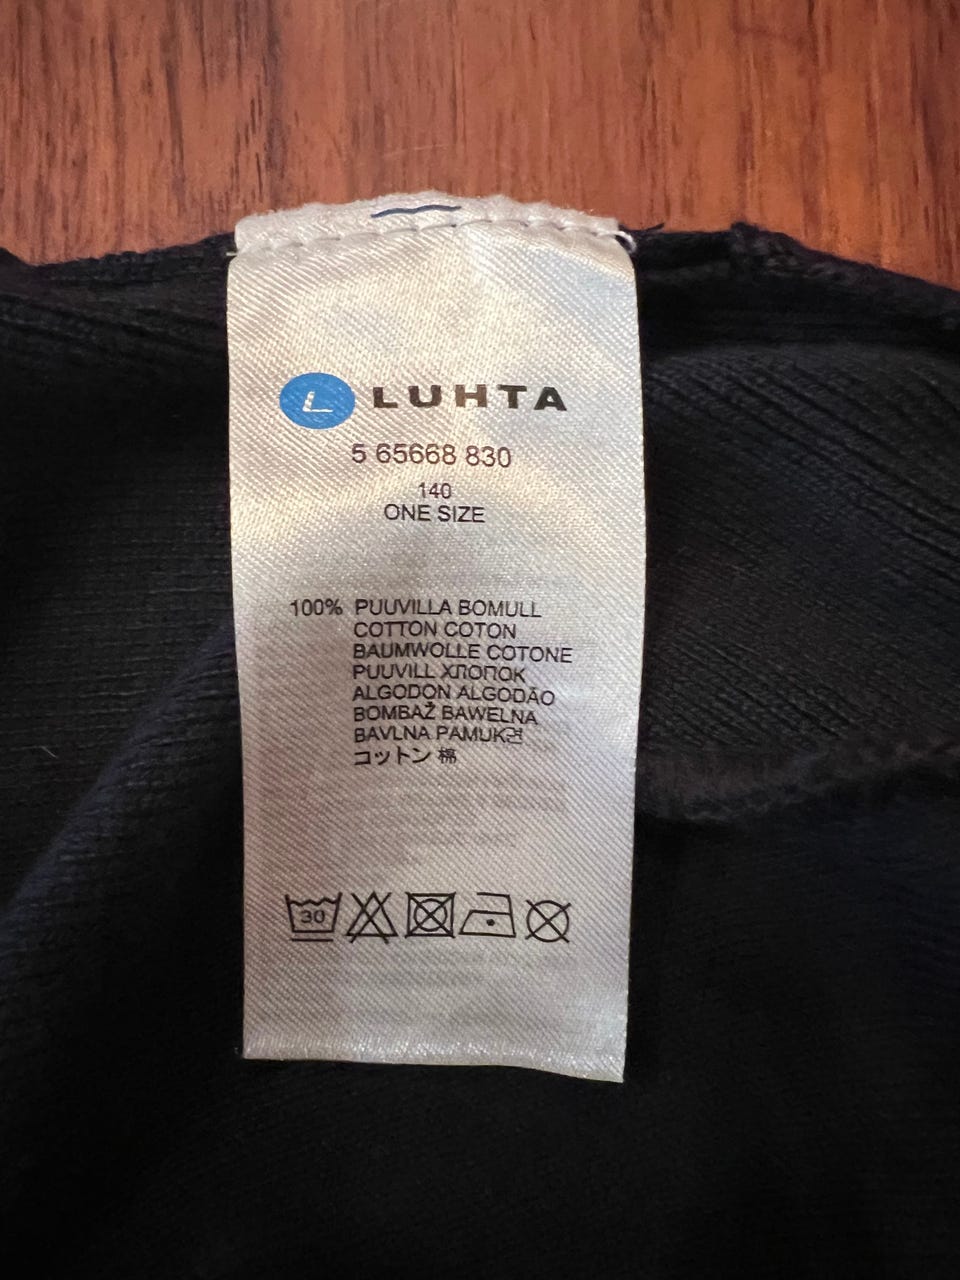 L LUHTA
5 65668 830
140
ONE SIZE
100% PUUVILLA BOMULL
COTTON COTON
BAUMWOLLE COTONE
PUUVILL ХЛОПОК
ALGODON ALGODÃO
BOMBAŽ BAWELNA
BAVLNA PAMUK면
コットン 棉
30